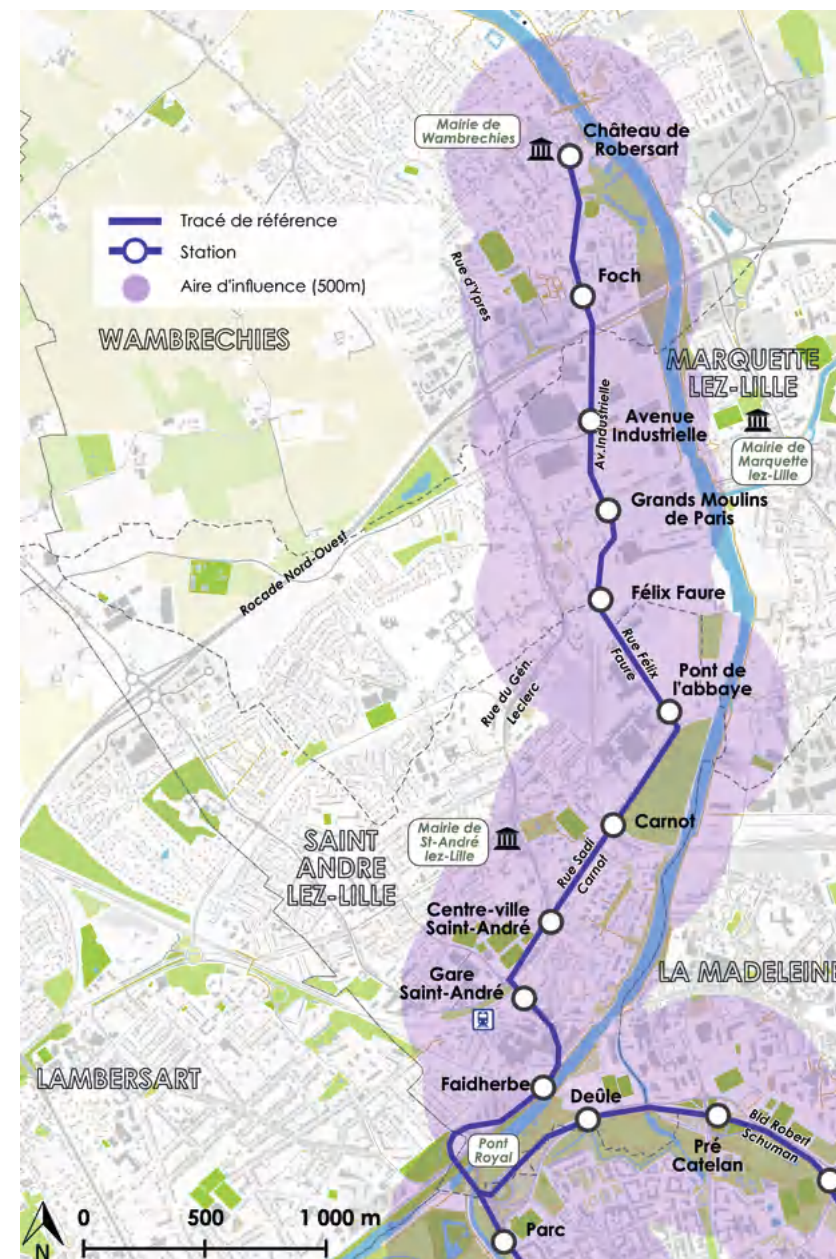 Mairie de
Wambrechies
Château de
Robersart
Tracé de référence
Station
Aire d'influence (500m)
Rue d'Ypres
Foch
WAMBRECHIES
MARQUETTE
LEZ-LILLE
Av.Industrielle
Avenue
Industrielle
Mairie de
Marquette
lez-Lille
Grands Moulins
de Paris
Rocade Nord-Ouest
Félix Faure
Rue Félix
Faure
Rue du Gén.
Leclerc
Pont de
l'abbaye
Carnot
Mairie de
St-André
lez-Lille
SAINT
ANDRE
LEZ-LILLE
Rue Sadi
Carnot
Centre-ville
Saint-André
Gare
Saint-André
LA MADELEINE
LAMBERSART
Faidherbe
Deûle
Pont
Royal
Pré
Catelan
Bld Robert
Schuman
Parc
0 500 1 000 m
N